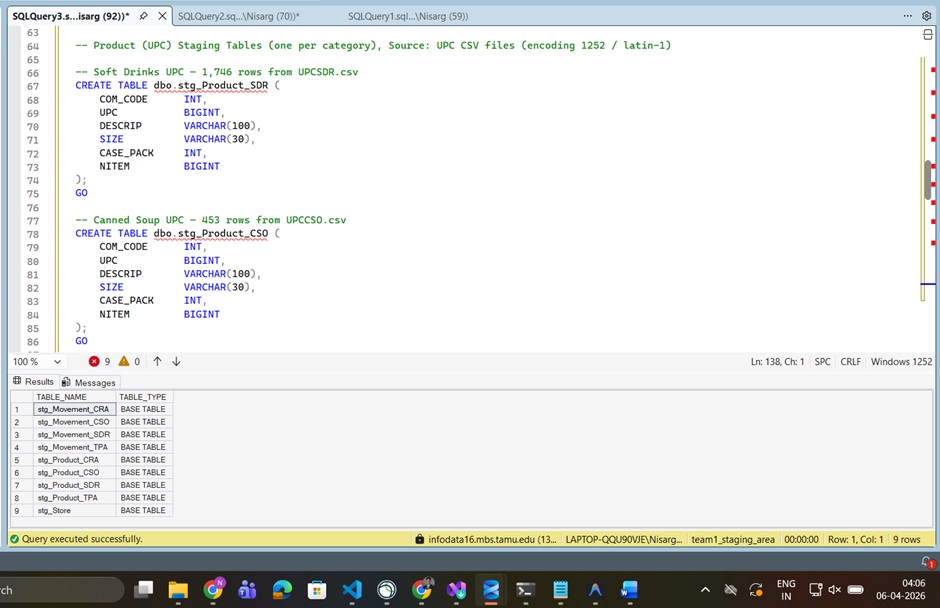 SQLQuery3.s...isarg (92))*
SQLQuery2.sq...\Nisarg (70))*
SQLQuery1.sql...\Nisarg (59))
63
64 -- Product (UPC) Staging Tables (one per category), Source: UPC CSV files (encoding 1252 / latin-1)
65
66 -- Soft Drinks UPC – 1,746 rows from UPCSDR.csv
67 CREATE TABLE dbo.stg_Product_SDR (
68 COM_CODE INT,
69 UPC BIGINT,
70 DESCRIP VARCHAR(100),
71 SIZE VARCHAR(30),
72 CASE_PACK INT,
73 NITEM BIGINT
74 );
75 GO
76
77 -- Canned Soup UPC – 453 rows from UPCCSO.csv
78 CREATE TABLE dbo.stg_Product_CSO (
79 COM_CODE INT,
80 UPC BIGINT,
81 DESCRIP VARCHAR(100),
82 SIZE VARCHAR(30),
83 CASE_PACK INT,
84 NITEM BIGINT
85 );
86 GO
100 % 9 0 Ln: 138, Ch: 1 SPC CRLF Windows 1252
Results Messages
TABLE_NAME TABLE_TYPE
1 stg_Movement_CRA BASE TABLE
2 stg_Movement_CSO BASE TABLE
3 stg_Movement_SDR BASE TABLE
4 stg_Movement_TPA BASE TABLE
5 stg_Product_CRA BASE TABLE
6 stg_Product_CSO BASE TABLE
7 stg_Product_SDR BASE TABLE
8 stg_Product_TPA BASE TABLE
9 stg_Store BASE TABLE
Query executed successfully. infodata16.mbs.tamu.edu (13... LAPTOP-QQU90VJE\Nisarg... team1_staging_area 00:00:00 Row: 1, Col: 1 9 rows
1
rch
ENG
IN
04:06
06-04-2026